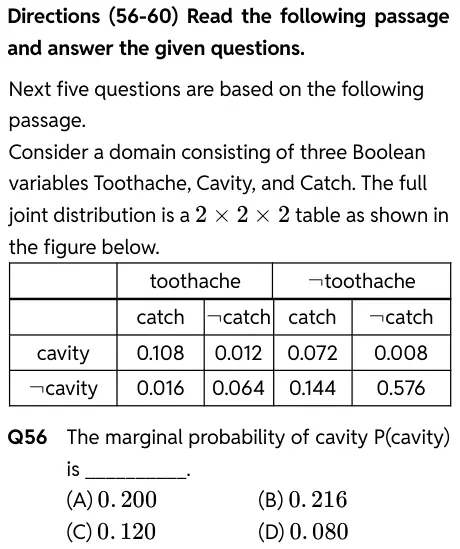 Directions (56-60) Read the following passage
and answer the given questions.
Next five questions are based on the following
passage.
Consider a domain consisting of three Boolean
variables Toothache, Cavity, and Catch. The full
joint distribution is a 2 × 2 × 2 table as shown in
the figure below.
toothache ¬toothache
catch ¬catch catch ¬catch
cavity 0.108 0.012 0.072 0.008
¬cavity 0.016 0.064 0.144 0.576
Q56 The marginal probability of cavity P(cavity)
is __________.
(A) 0. 200 (B) 0. 216
(C) 0. 120 (D) 0. 080